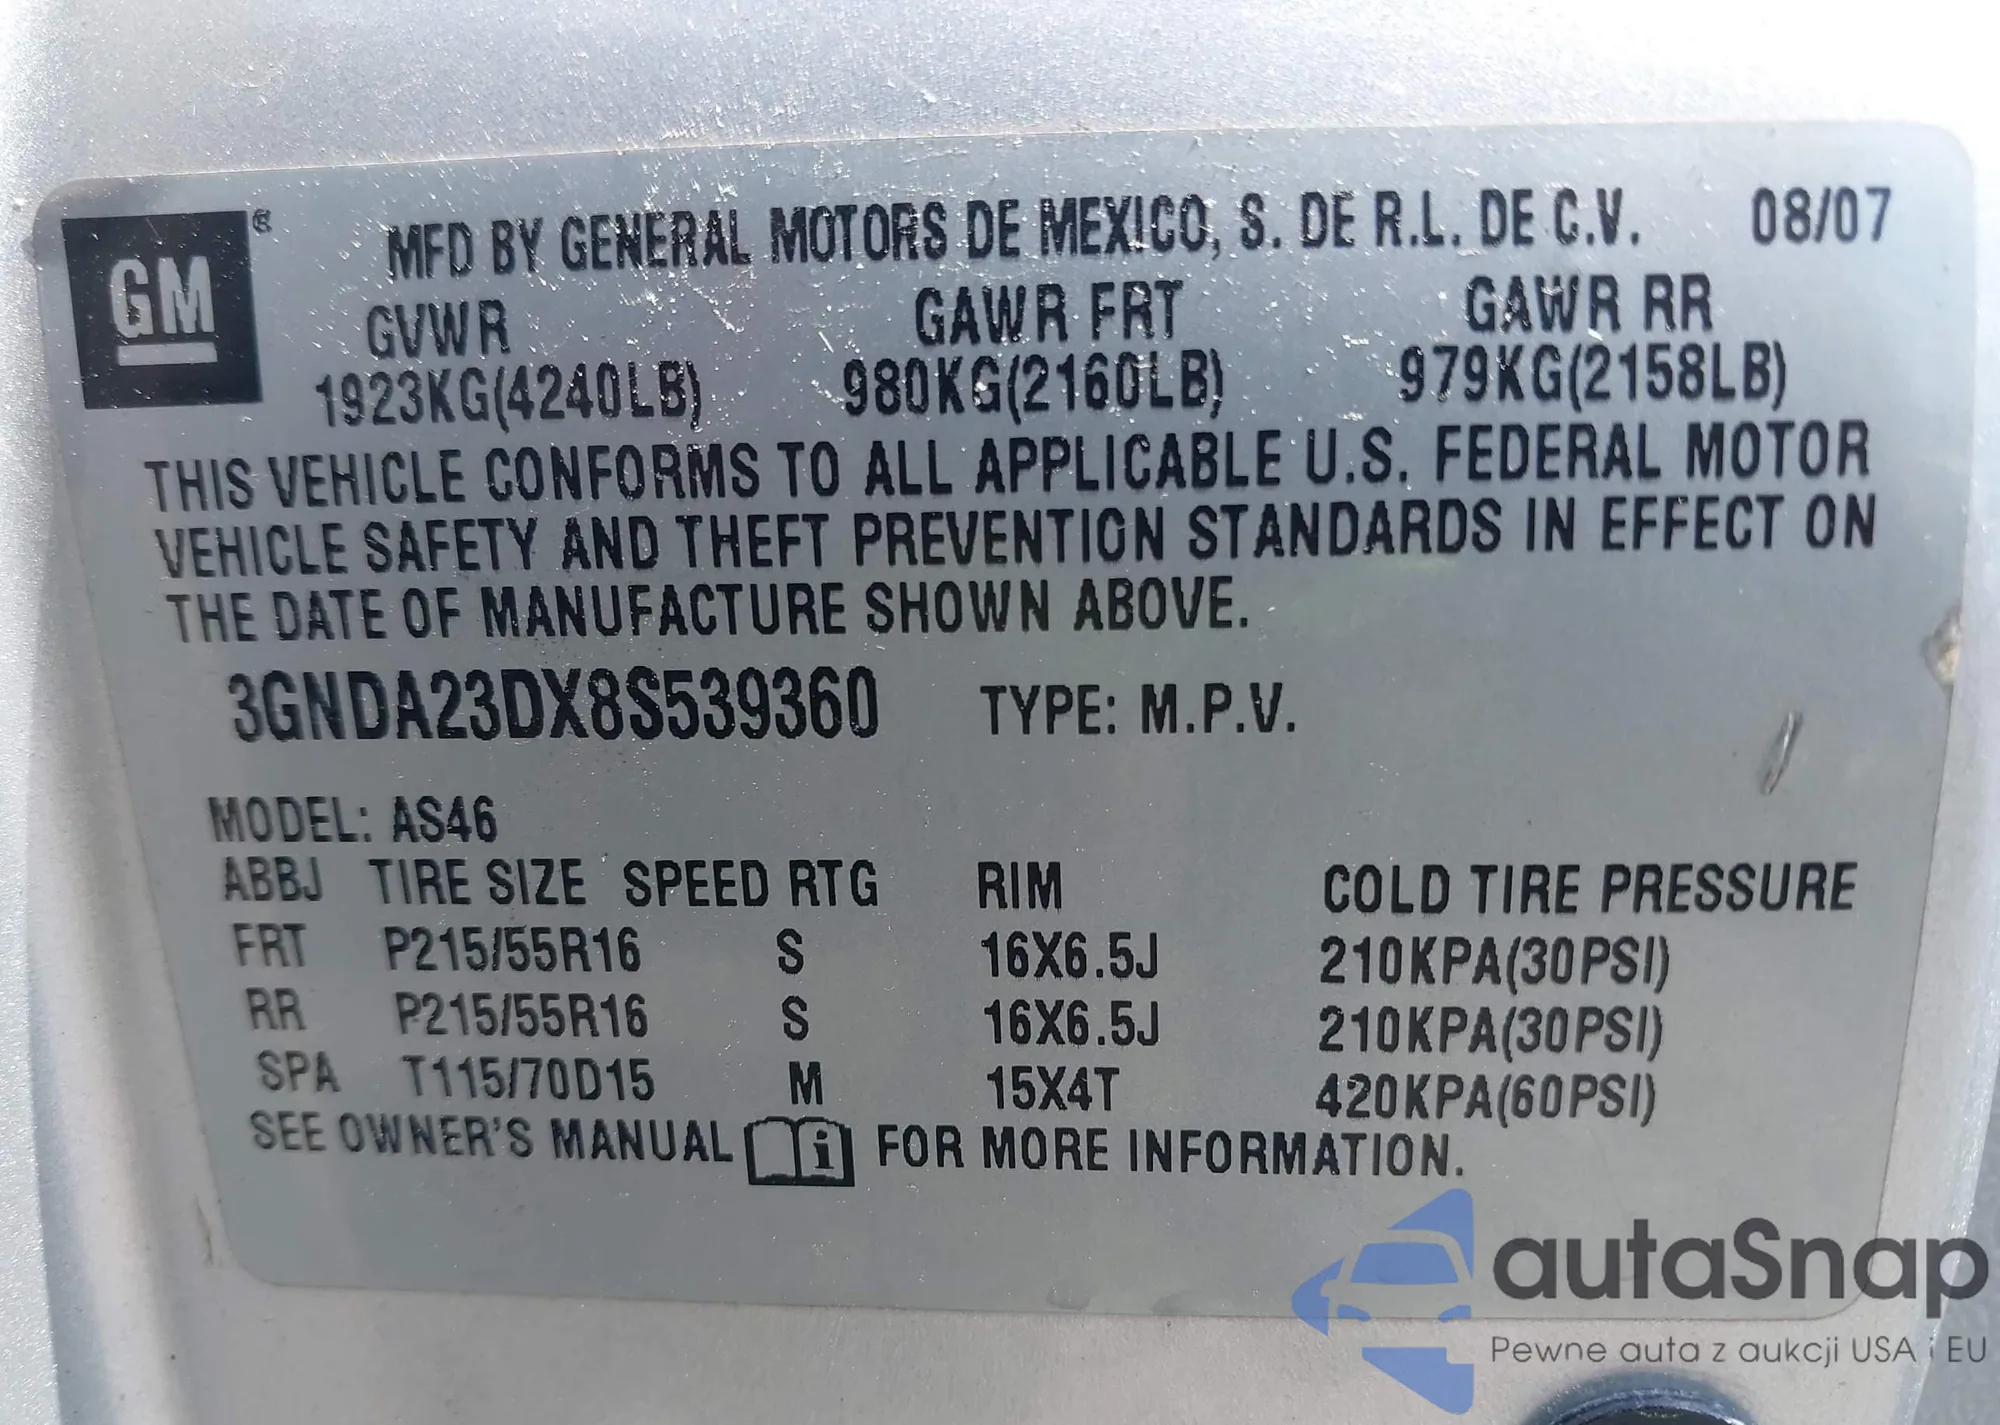 GM ®
MFD BY GENERAL MOTORS DE MEXICO, S. DE R.L. DE C.V. 08/07
GVWR GAWR FRT GAWR RR
1923KG(4240LB) 980KG(2160LB) 979KG(2158LB)
THIS VEHICLE CONFORMS TO ALL APPLICABLE U.S. FEDERAL MOTOR
VEHICLE SAFETY AND THEFT PREVENTION STANDARDS IN EFFECT ON
THE DATE OF MANUFACTURE SHOWN ABOVE.
3GNDA23DX8S539360 TYPE: M.P.V.
MODEL: AS46
ABBJ TIRE SIZE SPEED RTG RIM COLD TIRE PRESSURE
FRT P215/55R16 S 16X6.5J 210KPA(30PSI)
RR P215/55R16 S 16X6.5J 210KPA(30PSI)
SPA T115/70D15 M 15X4T 420KPA(60PSI)
SEE OWNER'S MANUAL i FOR MORE INFORMATION.
autaSnap
Pewne auta z aukcji USA i EU